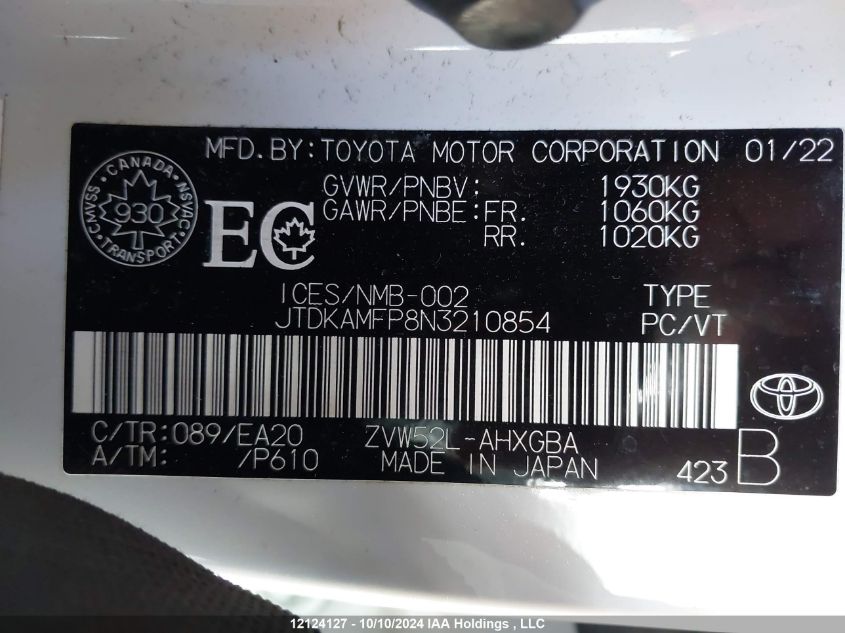 MFD.BY:TOYOTA MOTOR CORPORATION 01/22
GVWR/PNBV: 1930KG
GAWR/PNBE:FR. 1060KG
RR. 1020KG
CANADA
CMVSS 930 NSVAC
TRANSPORT
EC
ICES/NMB-002 TYPE
JTDKAMFP8N3210854 PC/VT
C/TR:089/EA20 ZVW52L-AHXGBA
A/TM: /P610 MADE IN JAPAN 423 B
12124127 - 10/10/2024 IAA Holdings , LLC